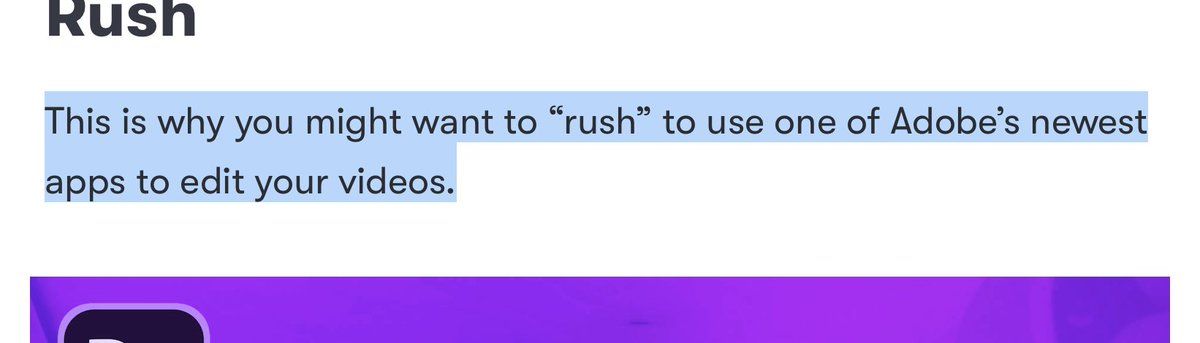 Rush
This is why you might want to “rush” to use one of Adobe’s newest
apps to edit your videos.